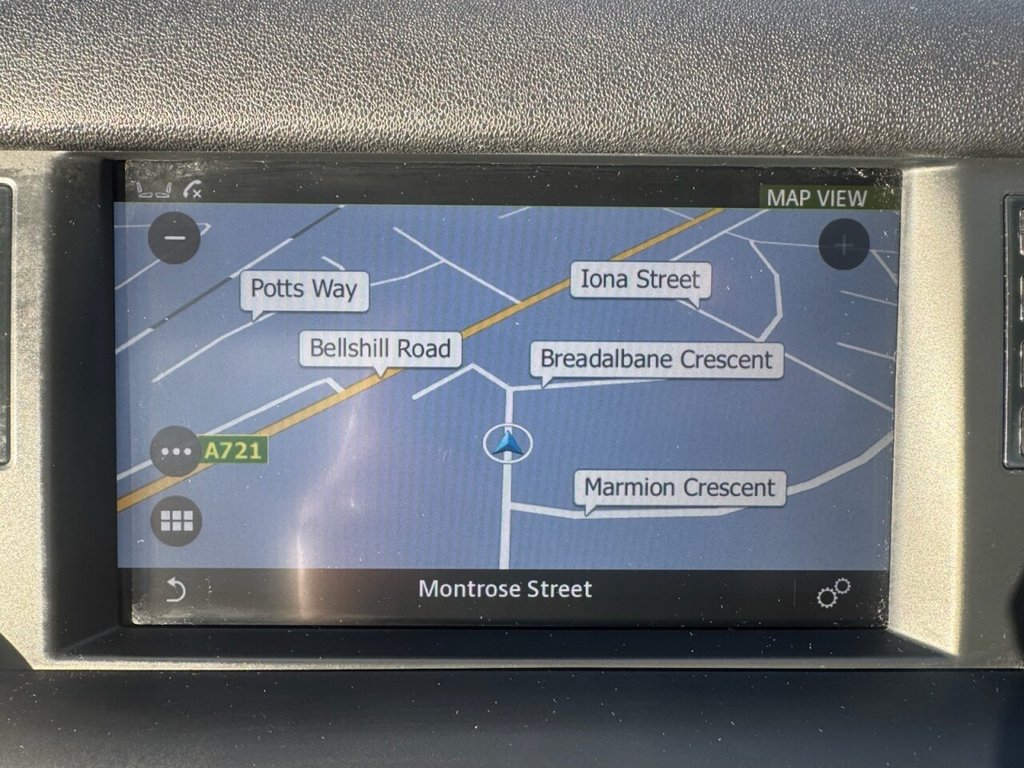 MAP VIEW
Iona Street
Potts Way
Bellshill Road
Breadalbane Crescent
A721
Marmion Crescent
Montrose Street